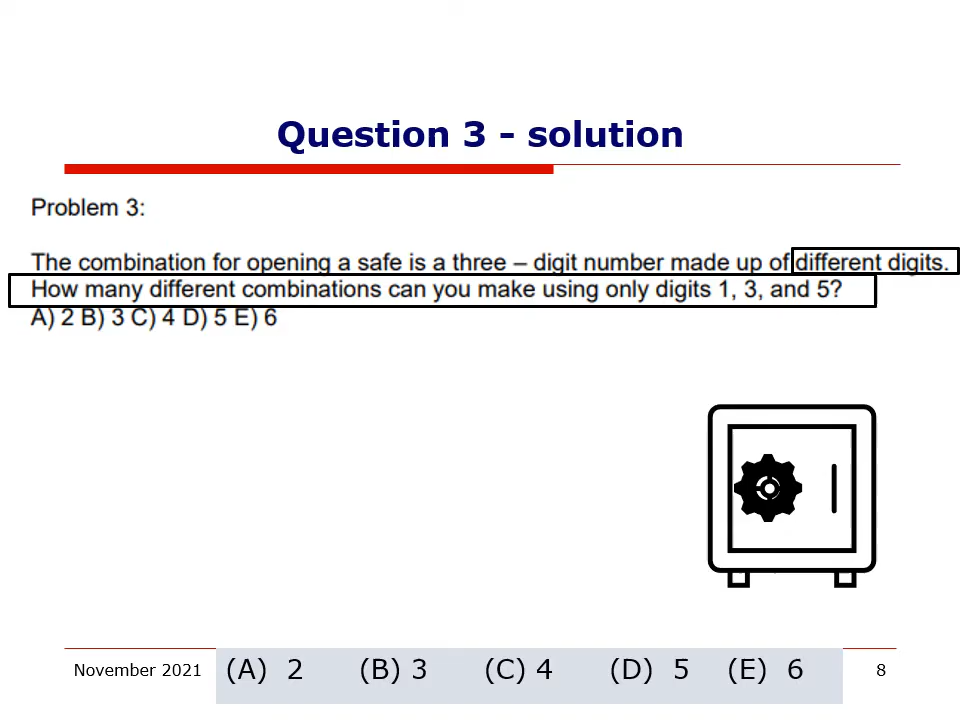 Question 3 - solution
Problem 3:
The combination for opening a safe is a three – digit number made up of different digits.
How many different combinations can you make using only digits 1, 3, and 5?
A) 2 B) 3 C) 4 D) 5 E) 6
November 2021 (A) 2 (B) 3 (C) 4 (D) 5 (E) 6 8